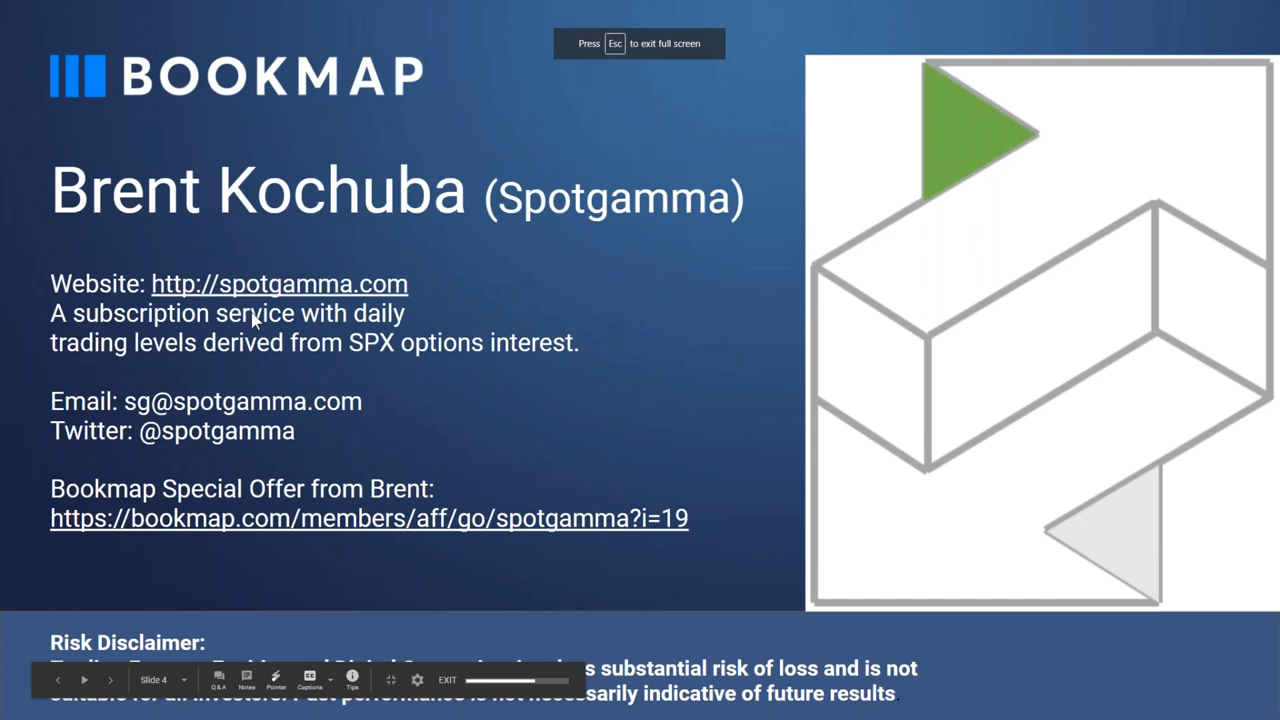 Press Esc to exit full screen
BOOKMAP
Brent Kochuba (Spotgamma)
Website: http://spotgamma.com
A subscription service with daily
trading levels derived from SPX options interest.
Email: sg@spotgamma.com
Twitter: @spotgamma
Bookmap Special Offer from Brent:
https://bookmap.com/members/aff/go/spotgamma?i=19
Risk Disclaimer:
substantial risk of loss and is not
indicative of future results.
Slide 4
Q & A
Notes
Pointer
Captions
Tips
EXIT